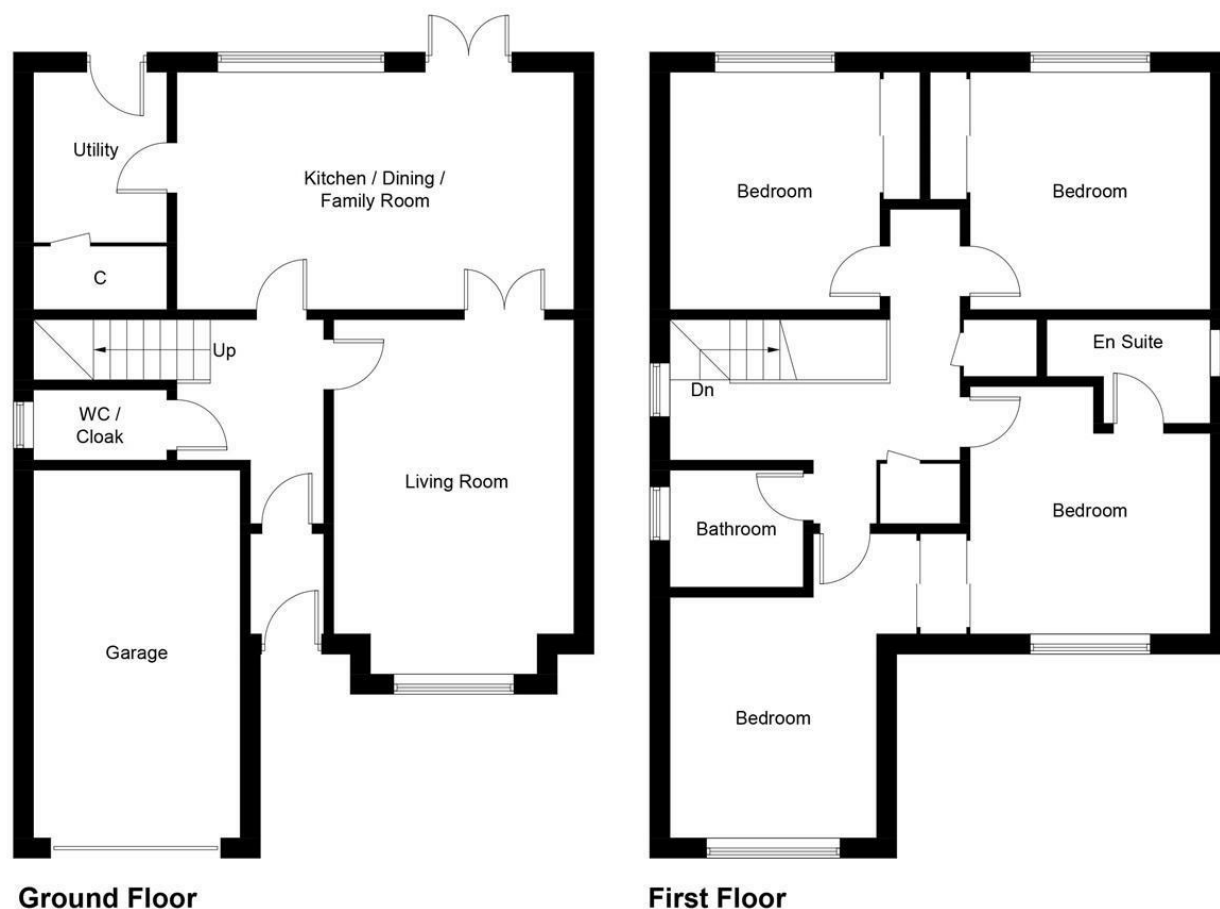 Utility
Kitchen / Dining /
Family Room
C
Up
WC /
Cloak
Living Room
Garage
Ground Floor
Bedroom
Bedroom
En Suite
Dn
Bathroom
Bedroom
Bedroom
First Floor